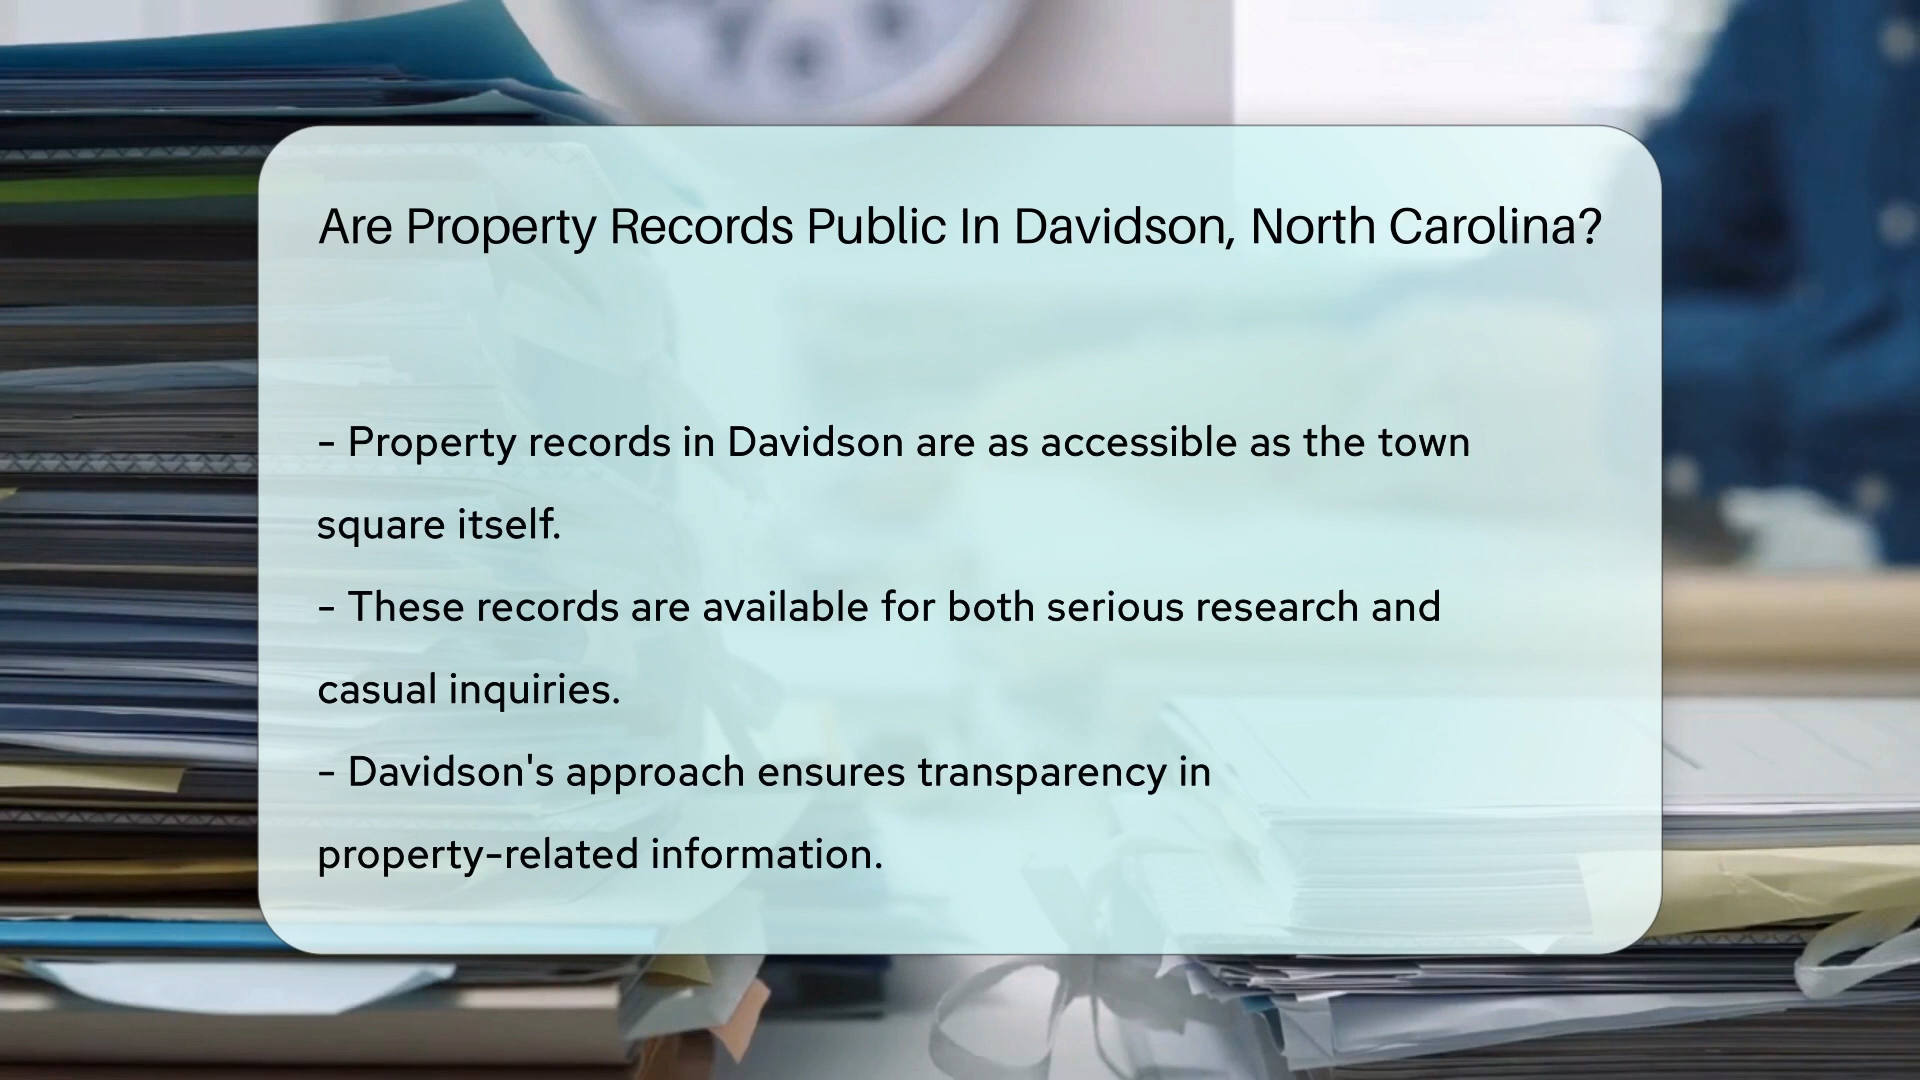 Are Property Records Public In Davidson, North Carolina?
- Property records in Davidson are as accessible as the town
square itself.
- These records are available for both serious research and
casual inquiries.
- Davidson's approach ensures transparency in
property-related information.